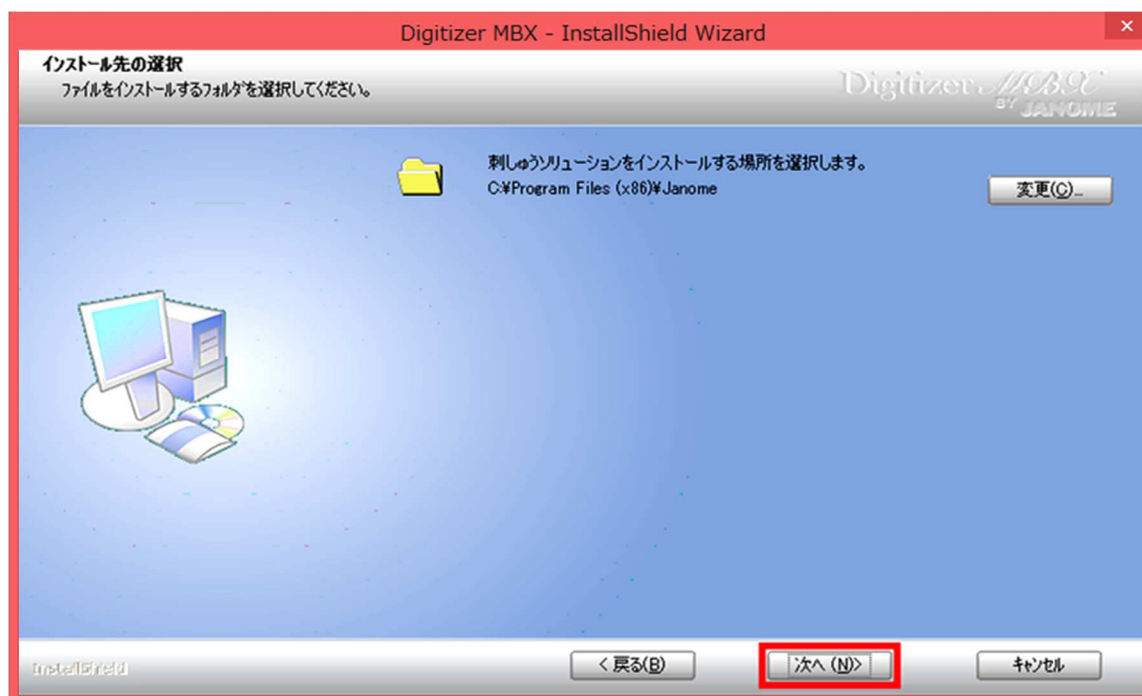 Digitizer MBX - InstallShield Wizard
×
インストール先の選択
ファイルをインストールするフォルダを選択してください。
Digitizer MBX
BY JANOME
刺しゅうソリューションをインストールする場所を選択します。
C:¥Program Files (x86)¥Janome
変更(C)...
InstallShield
< 戻る(B)
次へ (N)>
キャンセル